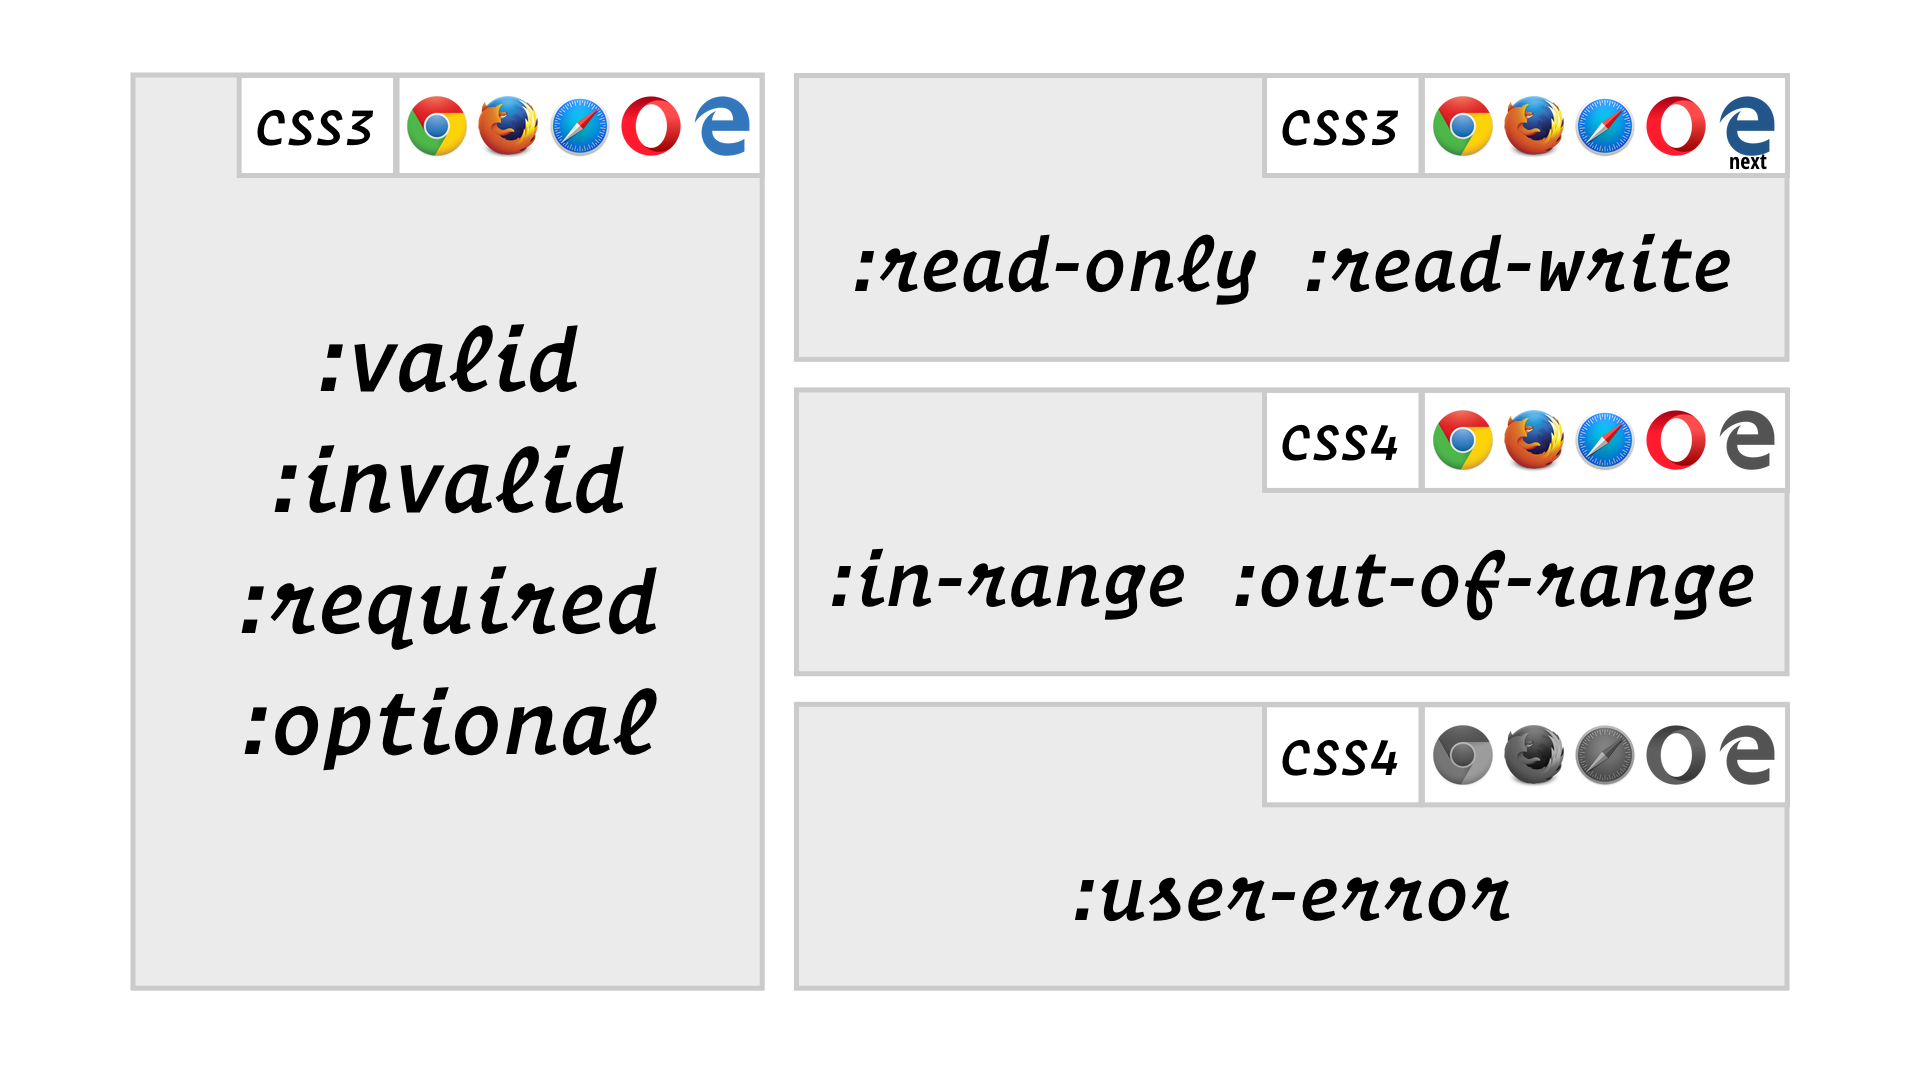 CSS3
:valid
:invalid
:required
:optional
CSS3
next
:read-only :read-write
CSS4
:in-range :out-of-range
CSS4
:user-error